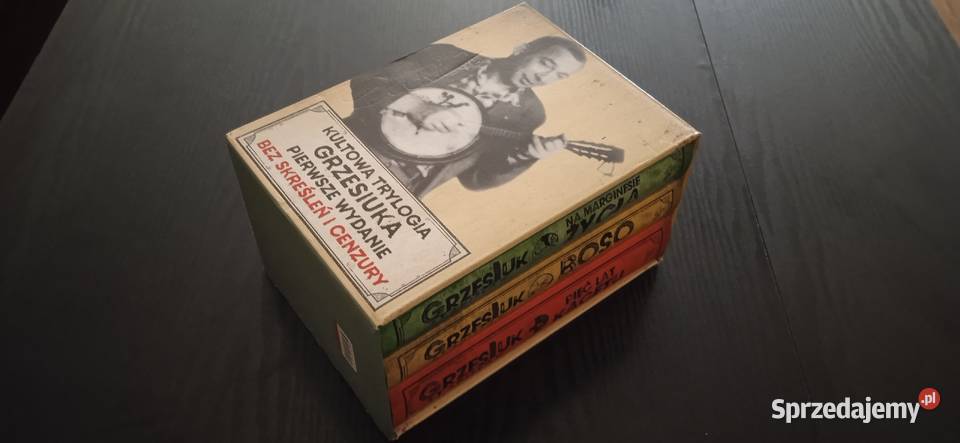 KULTOWA TRYLOGIA
GRZESIUKA
PIERWSZE WYDANIE
BEZ SKREŚLEŃ I CENZURY
GRZESIUK NA MARGINESIE
ŻYCIA
GRZESIUK BOSO
GRZESIUK PIĘĆ LAT
KACETU
Sprzedajemy.pl